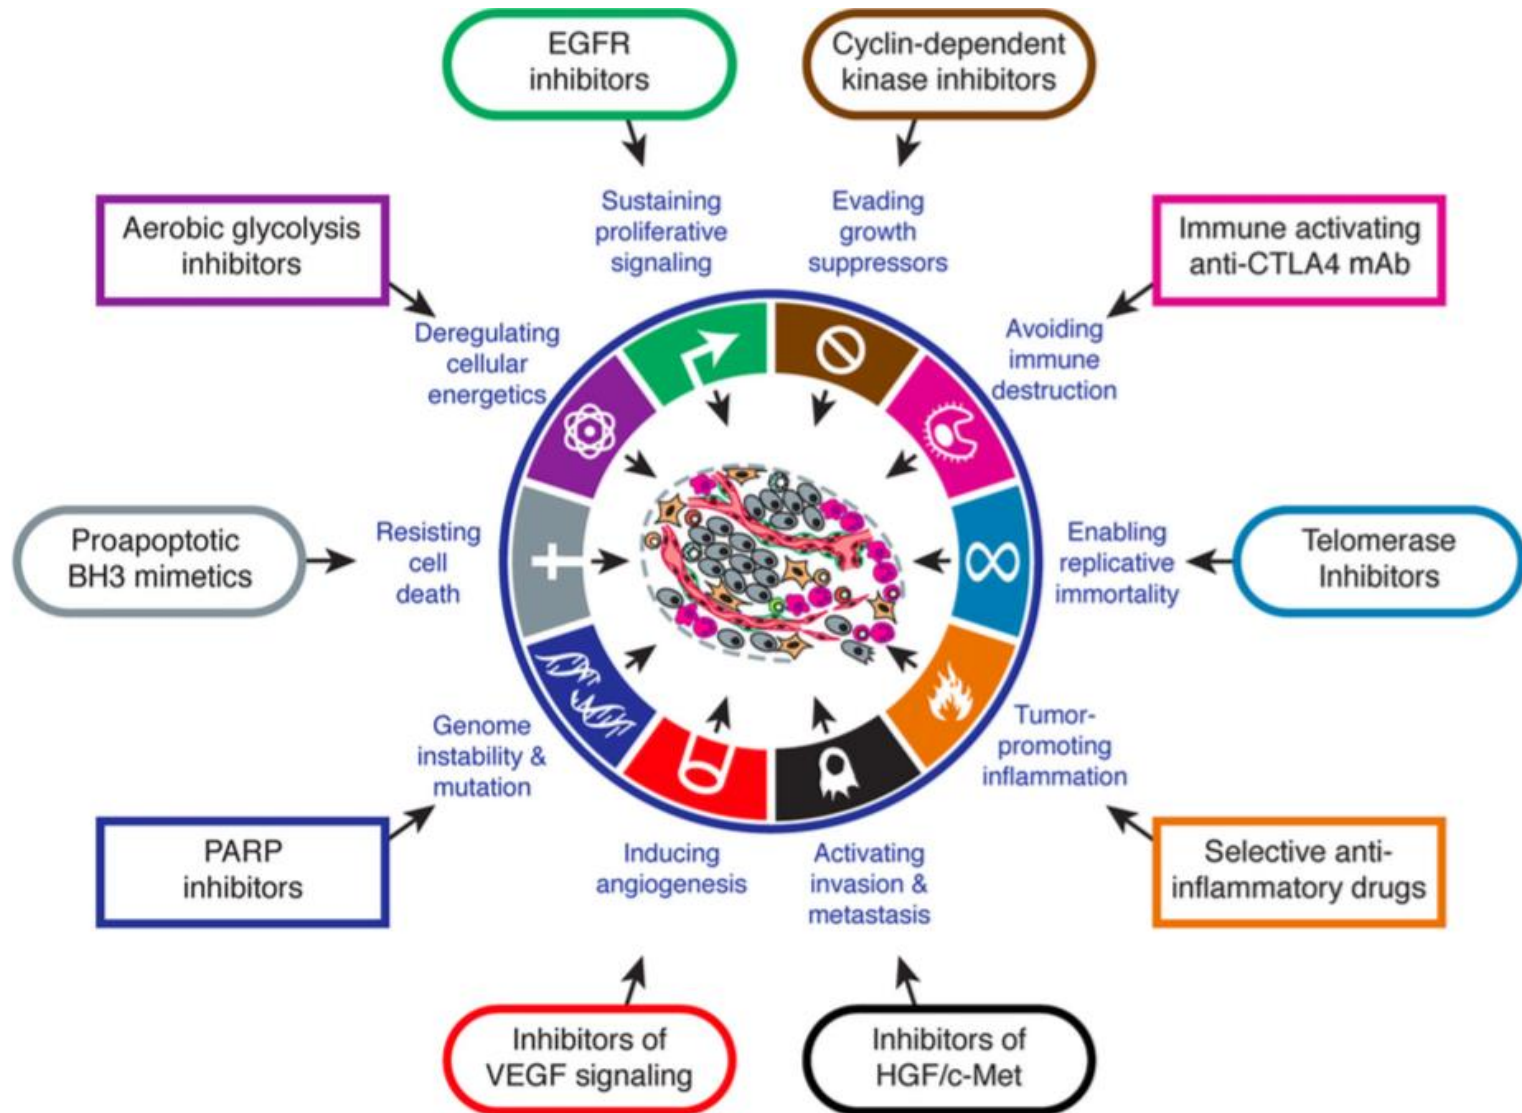 EGFR
inhibitors
Cyclin-dependent
kinase inhibitors
Sustaining
proliferative
signaling
Evading
growth
suppressors
Aerobic glycolysis
inhibitors
Immune activating
anti-CTLA4 mAb
Deregulating
cellular
energetics
Avoiding
immune
destruction
Proapoptotic
BH3 mimetics
Resisting
cell
death
Enabling
replicative
immortality
Telomerase
Inhibitors
Genome
instability &
mutation
Tumor-
promoting
inflammation
PARP
inhibitors
Inducing
angiogenesis
Activating
invasion &
metastasis
Selective anti-
inflammatory drugs
Inhibitors of
VEGF signaling
Inhibitors of
HGF/c-Met